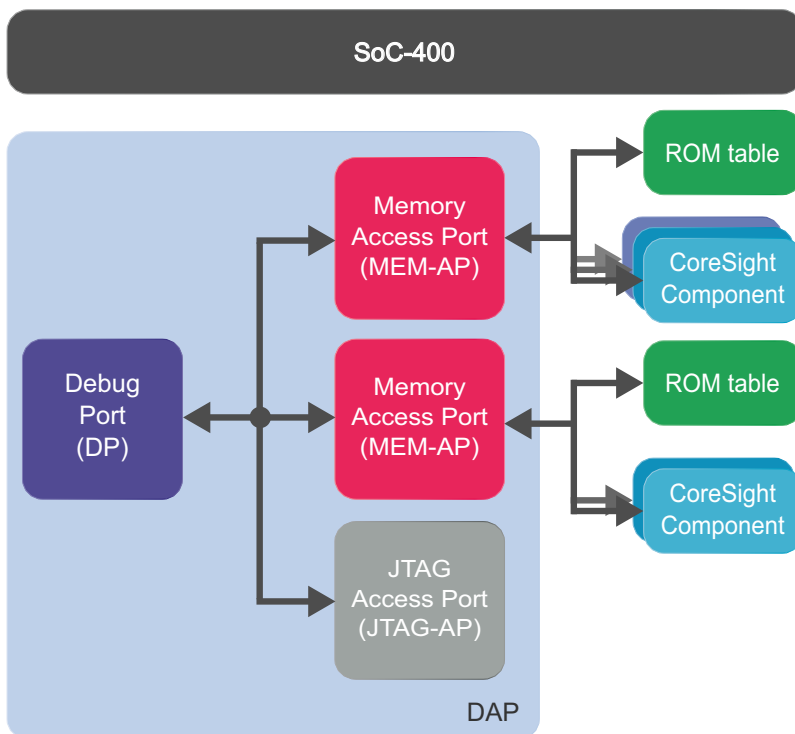 SoC-400
ROM table
Memory
Access Port
(MEM-AP)
CoreSight
Component
Debug
Port
(DP)
Memory
Access Port
(MEM-AP)
ROM table
CoreSight
Component
JTAG
Access Port
(JTAG-AP)
DAP